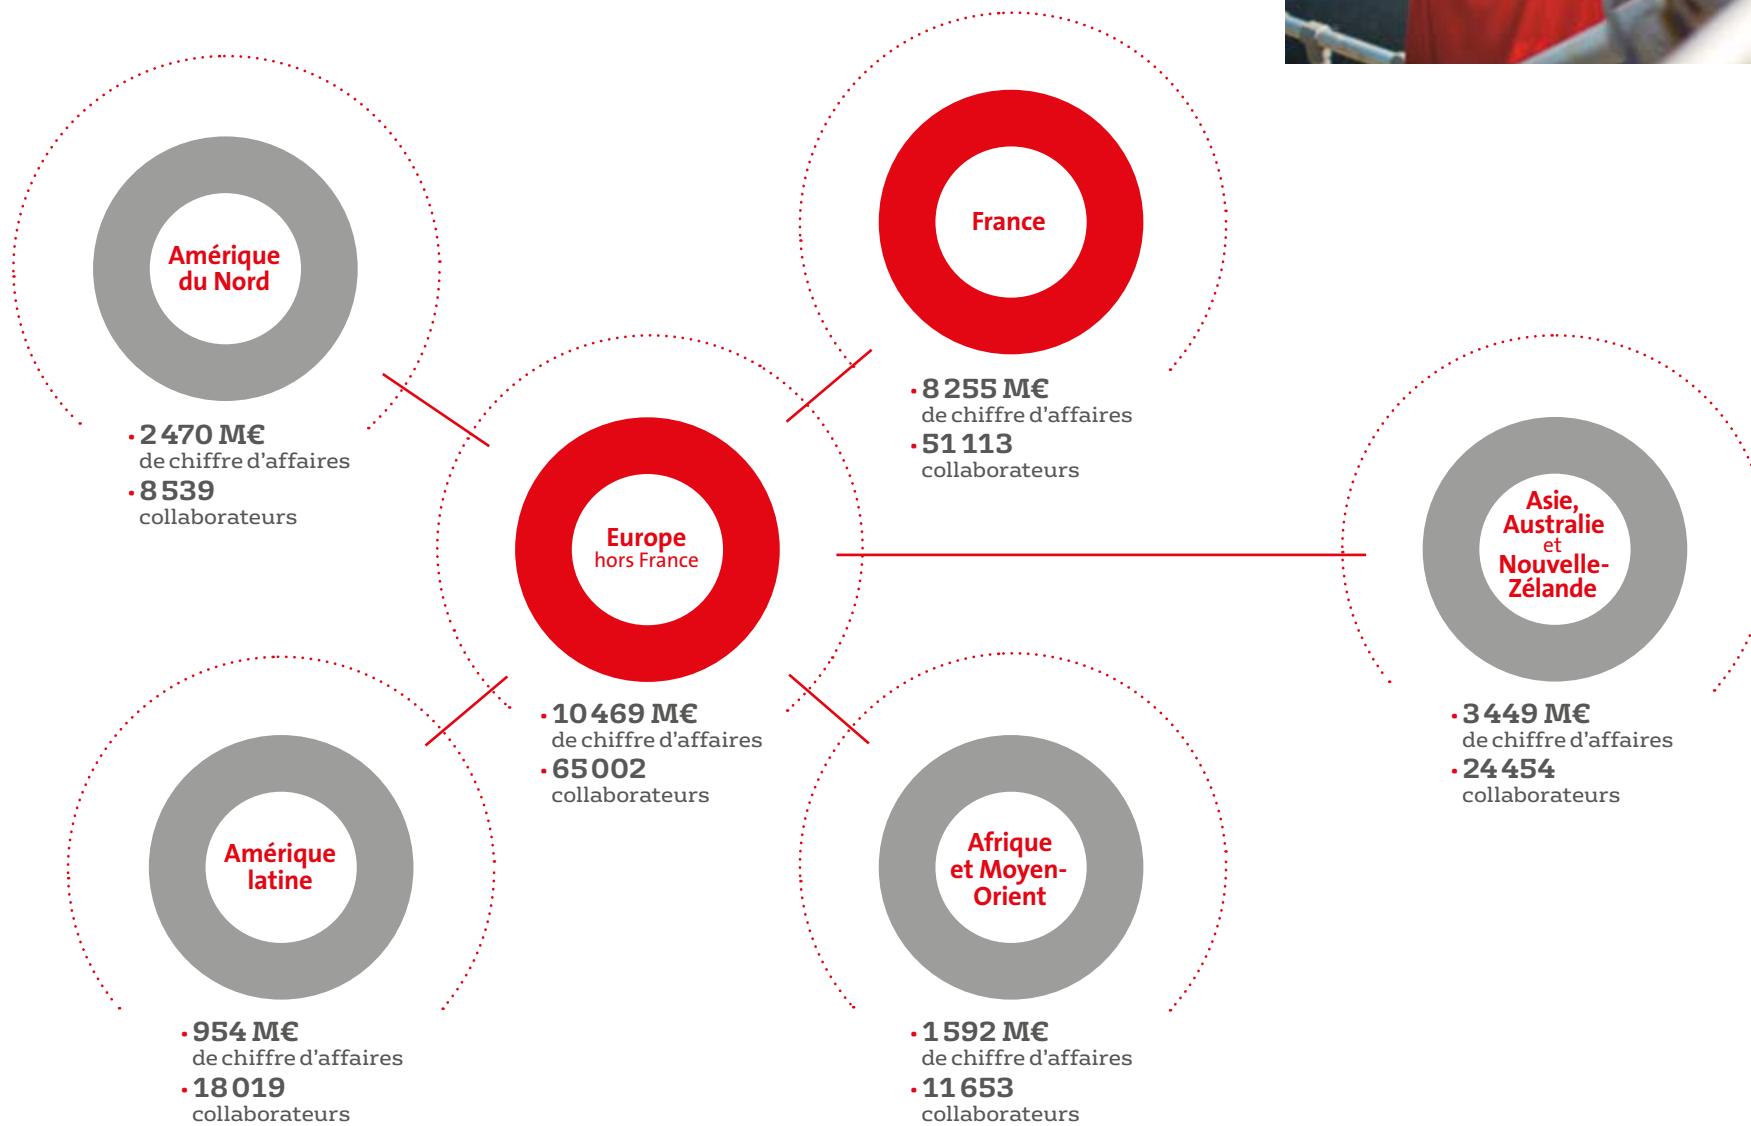 Amérique
du Nord
• 2 470 M€
de chiffre d'affaires
• 8 539
collaborateurs
France
• 8 255 M€
de chiffre d'affaires
• 51 113
collaborateurs
Europe
hors France
• 10 469 M€
de chiffre d'affaires
• 65 002
collaborateurs
Asie,
Australie
et
Nouvelle-
Zélande
• 3 449 M€
de chiffre d'affaires
• 24 454
collaborateurs
Amérique
latine
• 954 M€
de chiffre d'affaires
• 18 019
collaborateurs
Afrique
et Moyen-
Orient
• 1 592 M€
de chiffre d'affaires
• 11 653
collaborateurs